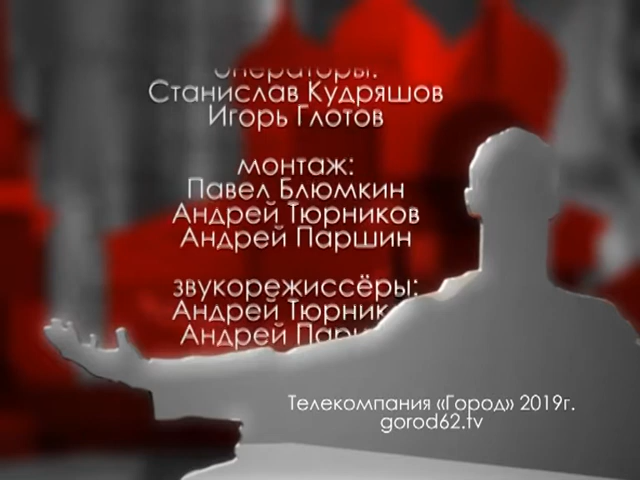 операторы:
Станислав Кудряшов
Игорь Глотов
монтаж:
Павел Блюмкин
Андрей Тюрников
Андрей Паршин
звукорежиссёры:
Андрей
Андрей
Телекомпания «Город» 2019г.
gorod62.tv